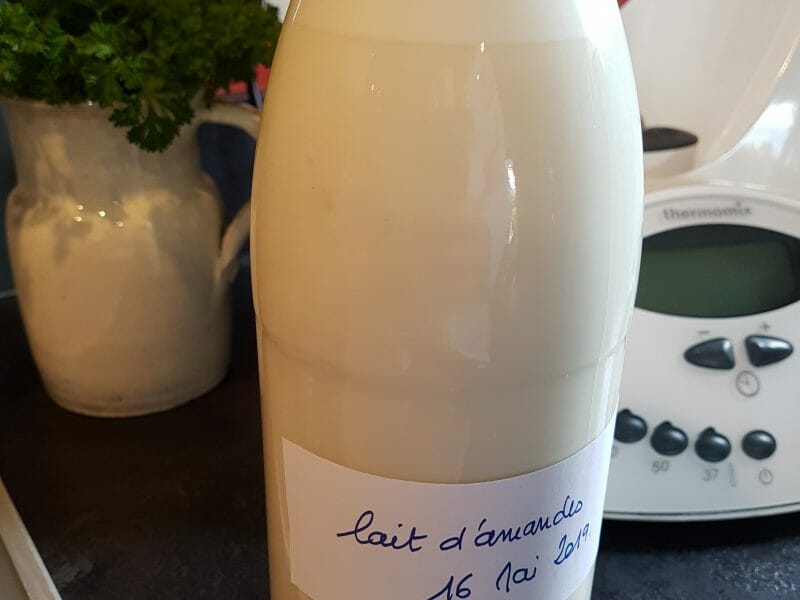 thermomix
− +
50 37
lait d'amandes
16 Mai 2019